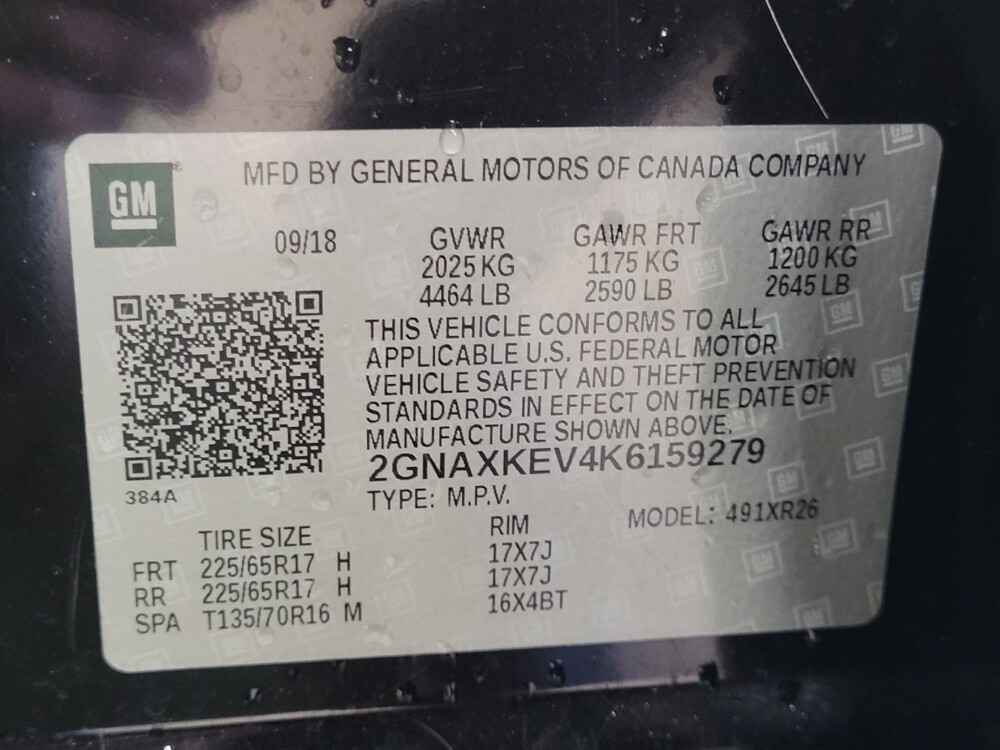 GM
MFD BY GENERAL MOTORS OF CANADA COMPANY
09/18 GVWR GAWR FRT GAWR RR
2025 KG 1175 KG 1200 KG
4464 LB 2590 LB 2645 LB
THIS VEHICLE CONFORMS TO ALL
APPLICABLE U.S. FEDERAL MOTOR
VEHICLE SAFETY AND THEFT PREVENTION
STANDARDS IN EFFECT ON THE DATE OF
MANUFACTURE SHOWN ABOVE.
2GNAXKEV4K6159279
384A
TYPE: M.P.V.
MODEL: 491XR26
TIRE SIZE RIM
FRT 225/65R17 H 17X7J
RR 225/65R17 H 17X7J
SPA T135/70R16 M 16X4BT